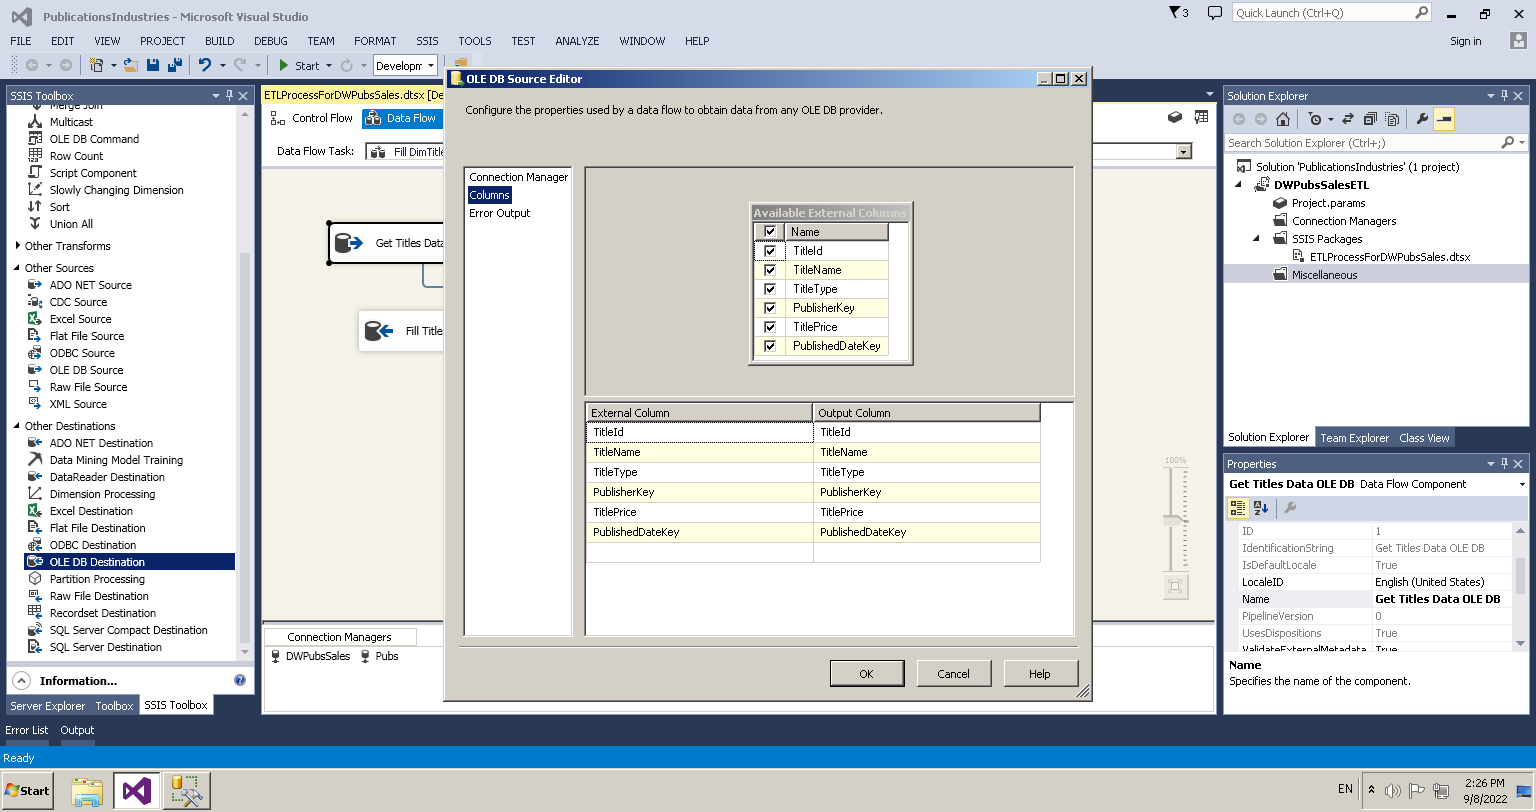 PublicationsIndustries - Microsoft Visual Studio
3
Quick Launch (Ctrl+Q)
FILE EDIT VIEW PROJECT BUILD DEBUG TEAM FORMAT SSIS TOOLS TEST ANALYZE WINDOW HELP
Sign in
Start
Developm
SSIS Toolbox
Merge Join
Multicast
OLE DB Command
Row Count
Script Component
Slowly Changing Dimension
Sort
Union All
Other Transforms
Other Sources
ADO NET Source
CDC Source
Excel Source
Flat File Source
ODBC Source
OLE DB Source
Raw File Source
XML Source
Other Destinations
ADO NET Destination
Data Mining Model Training
DataReader Destination
Dimension Processing
Excel Destination
Flat File Destination
ODBC Destination
OLE DB Destination
Partition Processing
Raw File Destination
Recordset Destination
SQL Server Compact Destination
SQL Server Destination
Information...
Server Explorer Toolbox SSIS Toolbox
ETLProcessForDWPubsSales.dtsx [De
Control Flow
Data Flow
Data Flow Task:
Fill DimTitle
Get Titles Data
Fill Title
100%
Connection Managers
DWPubsSales
Pubs
OLE DB Source Editor
Configure the properties used by a data flow to obtain data from any OLE DB provider.
Connection Manager
Columns
Error Output
Available External Columns
Name
TitleId
TitleName
TitleType
PublisherKey
TitlePrice
PublishedDateKey
External Column Output Column
TitleId TitleId
TitleName TitleName
TitleType TitleType
PublisherKey PublisherKey
TitlePrice TitlePrice
PublishedDateKey PublishedDateKey
OK
Cancel
Help
Solution Explorer
Search Solution Explorer (Ctrl+;)
Solution 'PublicationsIndustries' (1 project)
DWPubsSalesETL
Project.params
Connection Managers
SSIS Packages
ETLProcessForDWPubsSales.dtsx
Miscellaneous
Solution Explorer Team Explorer Class View
Properties
Get Titles Data OLE DB Data Flow Component
ID 1
IdentificationString Get Titles Data OLE DB
IsDefaultLocale True
LocaleID English (United States)
Name Get Titles Data OLE DB
PipelineVersion 0
UsesDispositions True
ValidateExternalMetadata True
Name
Specifies the name of the component.
Error List Output
Ready
Start
EN
2:26 PM
9/8/2022